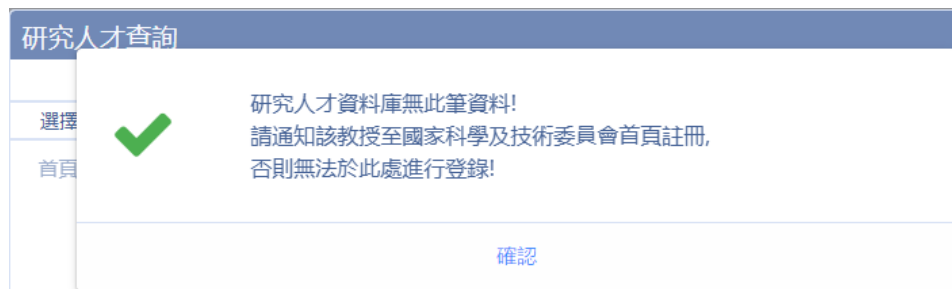 研究人才查詢
研究人才資料庫無此筆資料!
選擇
請通知該教授至國家科學及技術委員會首頁註冊,
首頁
否則無法於此處進行登錄!
確認